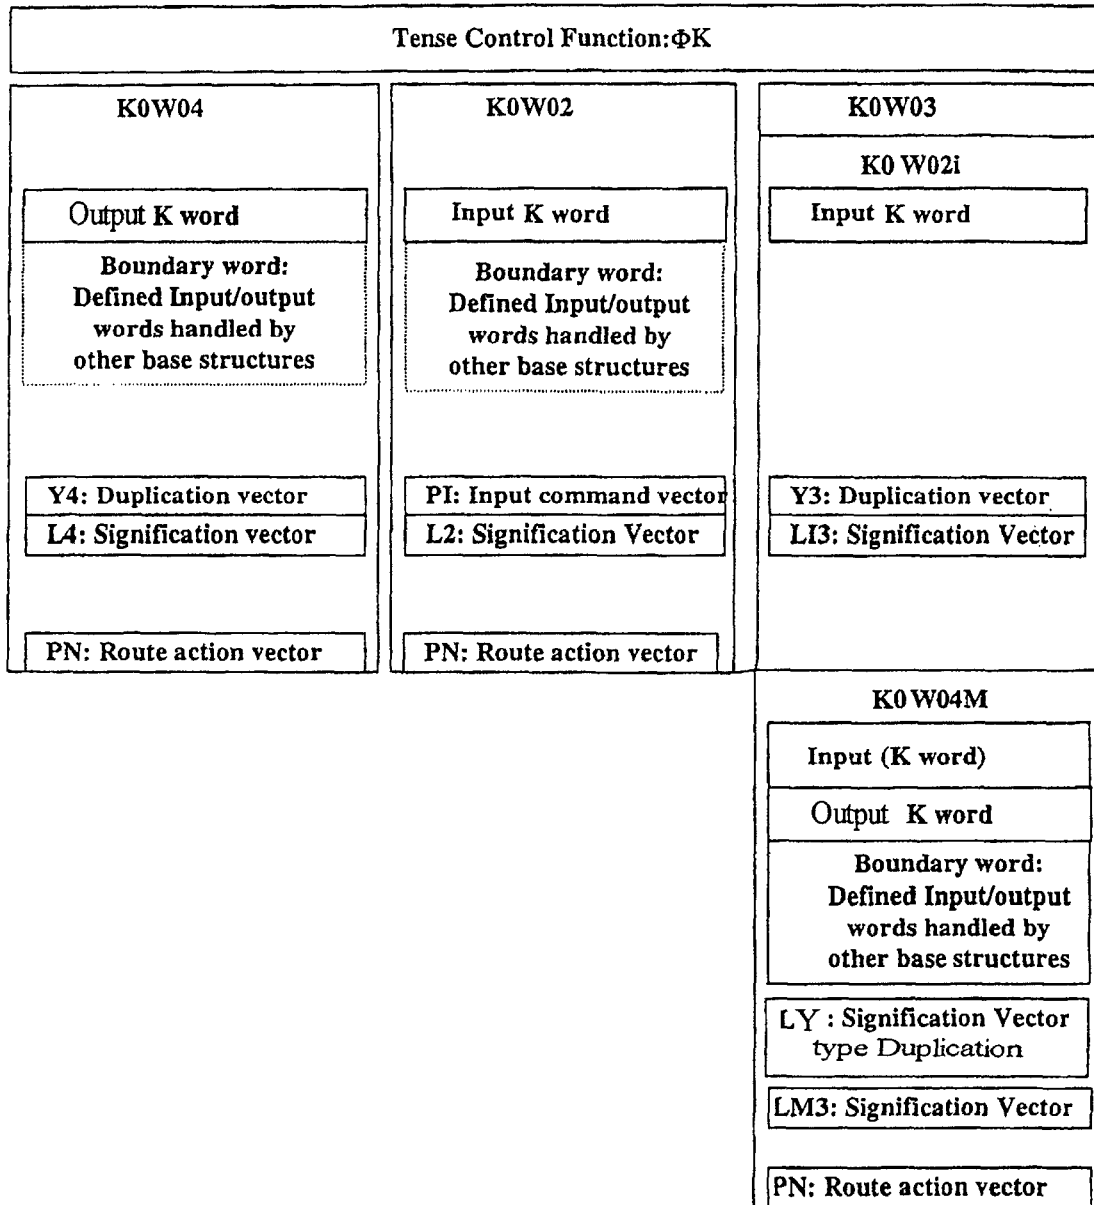 Tense Control Function:ΦK
K0W04
Output K word
Boundary word:
Defined Input/output
words handled by
other base structures
Y4: Duplication vector
L4: Signification vector
PN: Route action vector
K0W02
Input K word
Boundary word:
Defined Input/output
words handled by
other base structures
PI: Input command vector
L2: Signification Vector
PN: Route action vector
K0W03
K0 W02i
Input K word
Y3: Duplication vector
LI3: Signification Vector
K0 W04M
Input (K word)
Output K word
Boundary word:
Defined Input/output
words handled by
other base structures
LY : Signification Vector
type Duplication
LM3: Signification Vector
PN: Route action vector